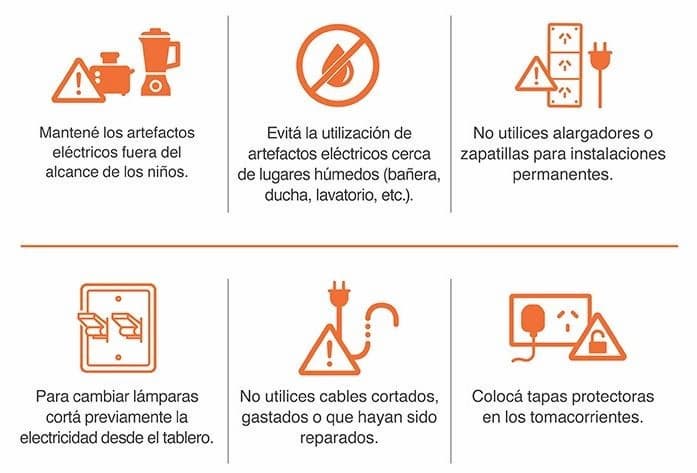 Mantené los artefactos
eléctricos fuera del
alcance de los niños.
Evitá la utilización de
artefactos eléctricos cerca
de lugares húmedos (bañera,
ducha, lavatorio, etc.).
No utilices alargadores o
zapatillas para instalaciones
permanentes.
Para cambiar lámparas
cortá previamente la
electricidad desde el tablero.
No utilices cables cortados,
gastados o que hayan sido
reparados.
Colocá tapas protectoras
en los tomacorrientes.